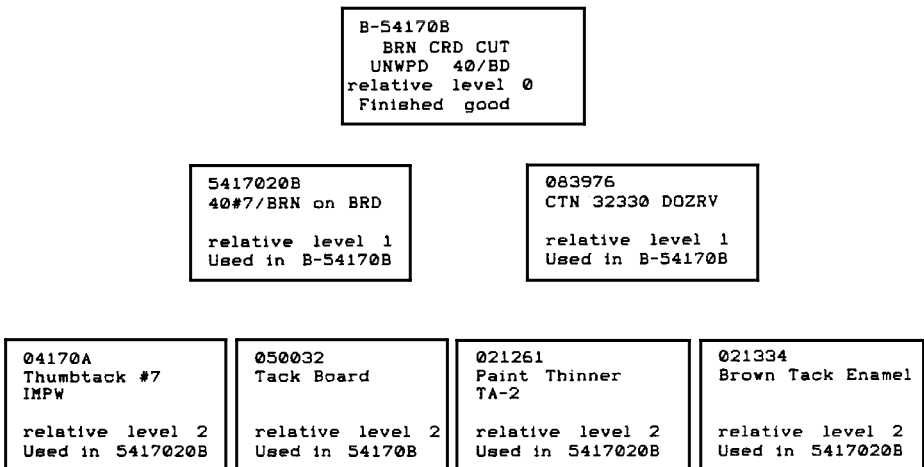 B-54170B
BRN CRD CUT
UNWPD 40/BD
relative level 0
Finished good
5417020B
40#7/BRN on BRD
relative level 1
Used in B-54170B
083976
CTN 32330 DOZRV
relative level 1
Used in B-54170B
04170A
Thumbtack #7
IMPW
relative level 2
Used in 5417020B
050032
Tack Board
relative level 2
Used in 54170B
021261
Paint Thinner
TA-2
relative level 2
Used in 5417020B
021334
Brown Tack Enamel
relative level 2
Used in 5417020B